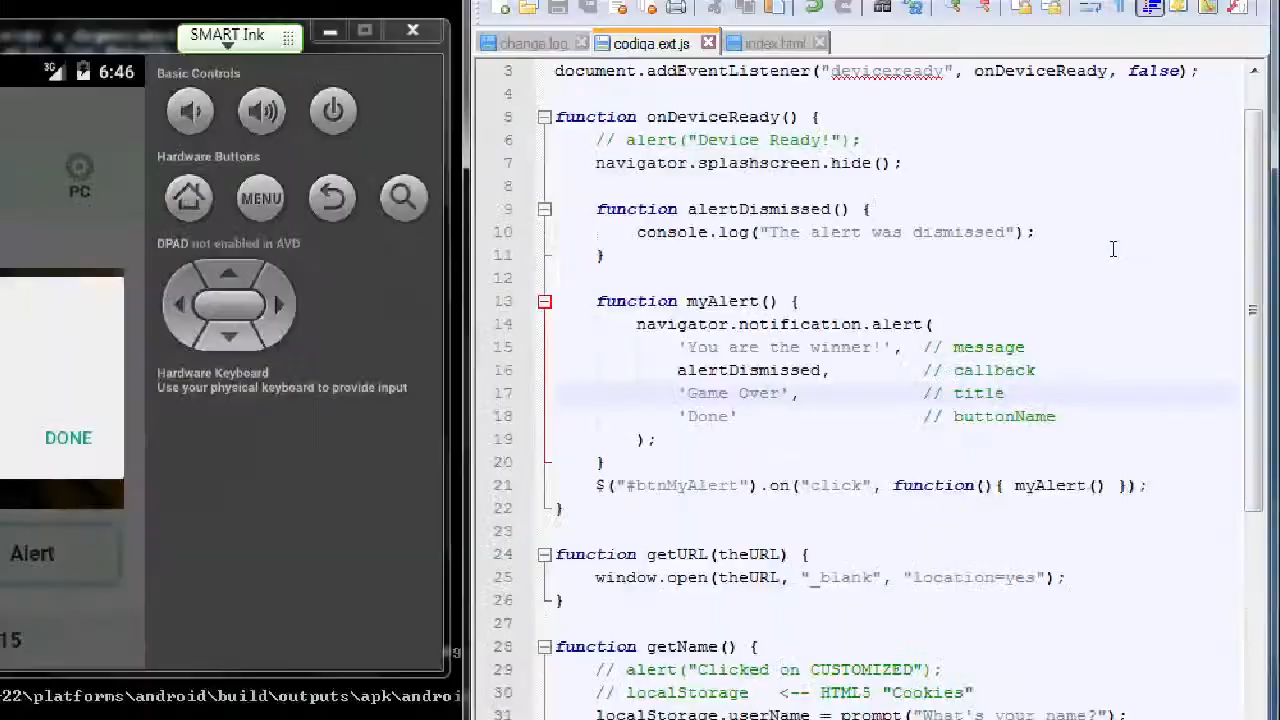 SMART Ink
3G 6:46
Basic Controls
PC
Hardware Buttons
MENU
DPAD not enabled in AVD
Hardware Keyboard
Use your physical keyboard to provide input
DONE
Alert
15
-22\platforms\android\build\outputs\apk\androi
change.log codiqa.ext.js index.html
3 document.addEventListener("deviceready", onDeviceReady, false);
4
5 function onDeviceReady() {
6 // alert("Device Ready!");
7 navigator.splashscreen.hide();
8
9 function alertDismissed() {
10 console.log("The alert was dismissed");
11 }
12
13 function myAlert() {
14 navigator.notification.alert(
15 'You are the winner!', // message
16 alertDismissed, // callback
17 'Game Over', // title
18 'Done' // buttonName
19 );
20 }
21 $("#btnMyAlert").on("click", function(){ myAlert() });
22 }
23
24 function getURL(theURL) {
25 window.open(theURL, "_blank", "location=yes");
26 }
27
28 function getName() {
29 // alert("Clicked on CUSTOMIZED");
30 // localStorage <-- HTML5 "Cookies"
31 localStorage.userName = prompt("What's your name?");